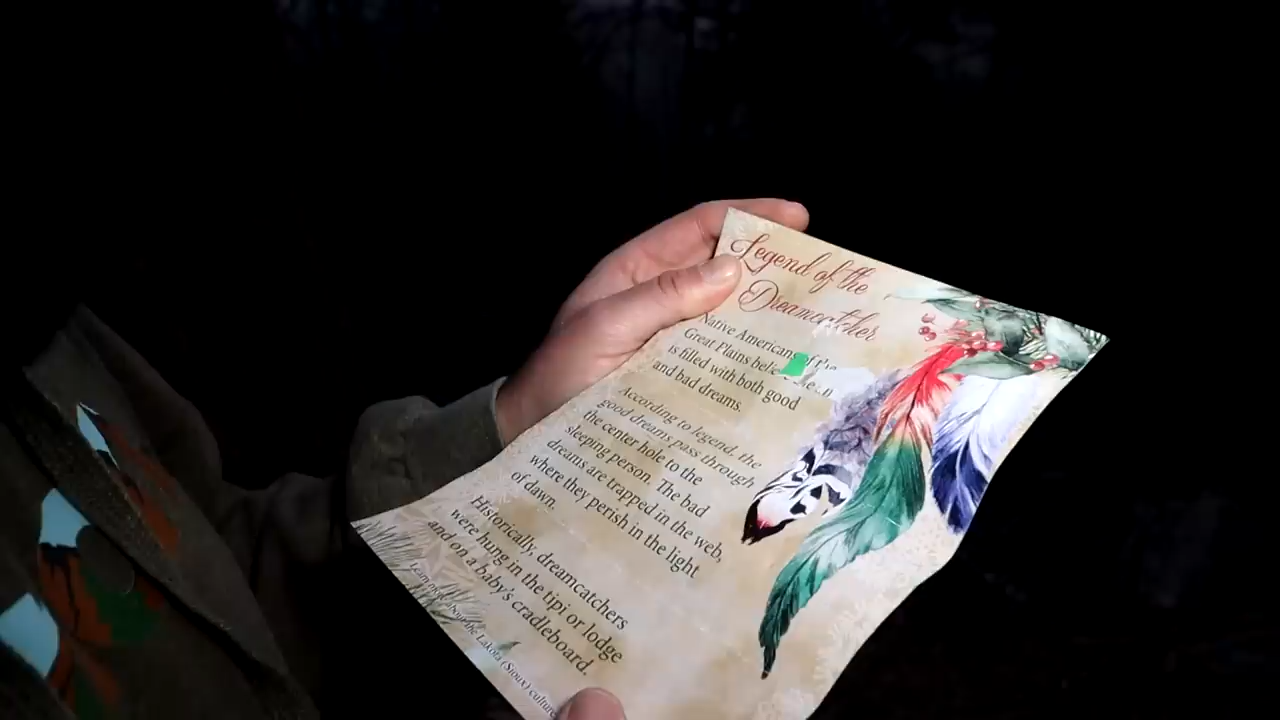 Legend of the
Dreamcatcher
Native Americans of the
Great Plains
is filled with both good
and bad dreams.
According to legend, the
good dreams pass through
the center hole to the
sleeping person. The bad
dreams are trapped in the web,
where they perish in the light
of dawn.
Historically, dreamcatchers
were hung in the tipi or lodge
and on a baby's cradleboard.
Learn more about the Lakota (Sioux) culture